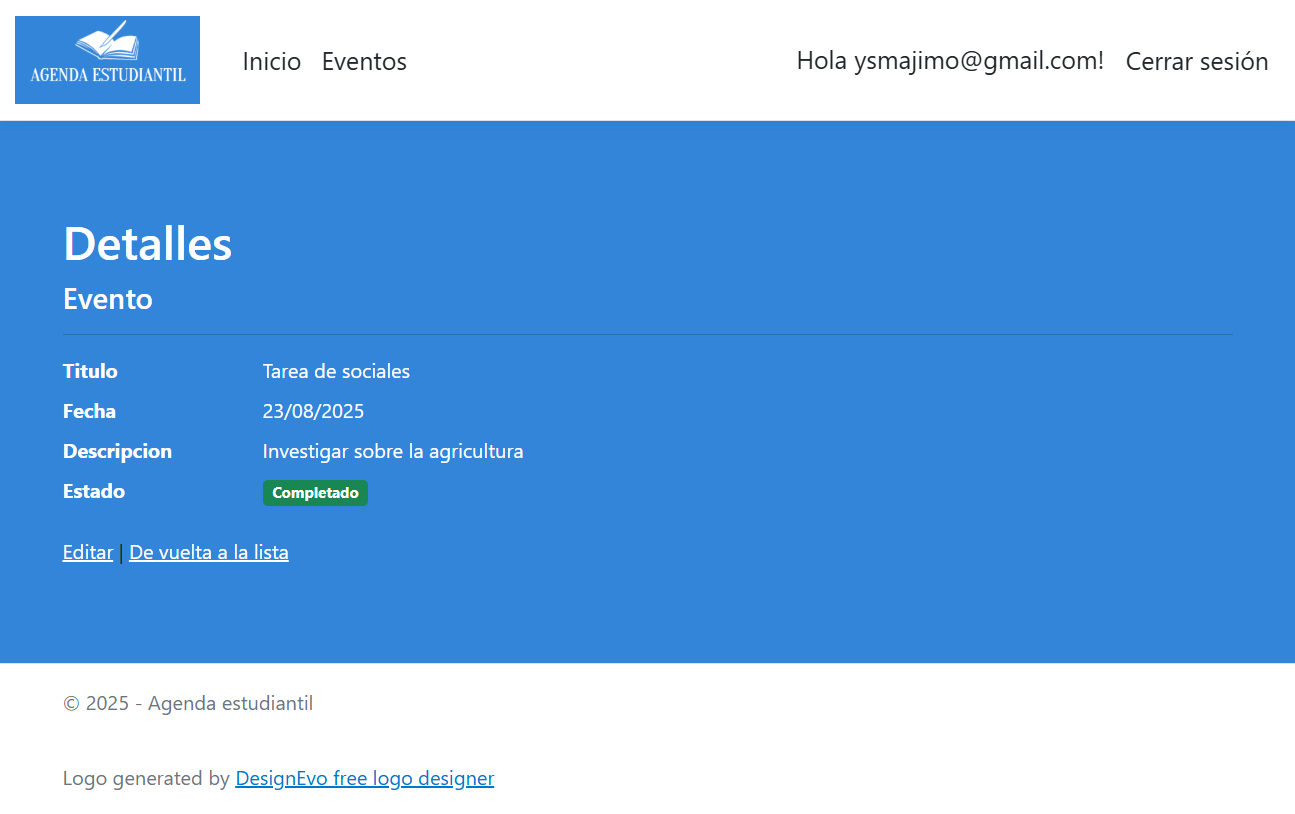 AGENDA ESTUDIANTIL
Inicio Eventos Hola ysmajimo@gmail.com! Cerrar sesión
Detalles
Evento
Titulo Tarea de sociales
Fecha 23/08/2025
Descripcion Investigar sobre la agricultura
Estado Completado
Editar | De vuelta a la lista
© 2025 - Agenda estudiantil
Logo generated by DesignEvo free logo designer